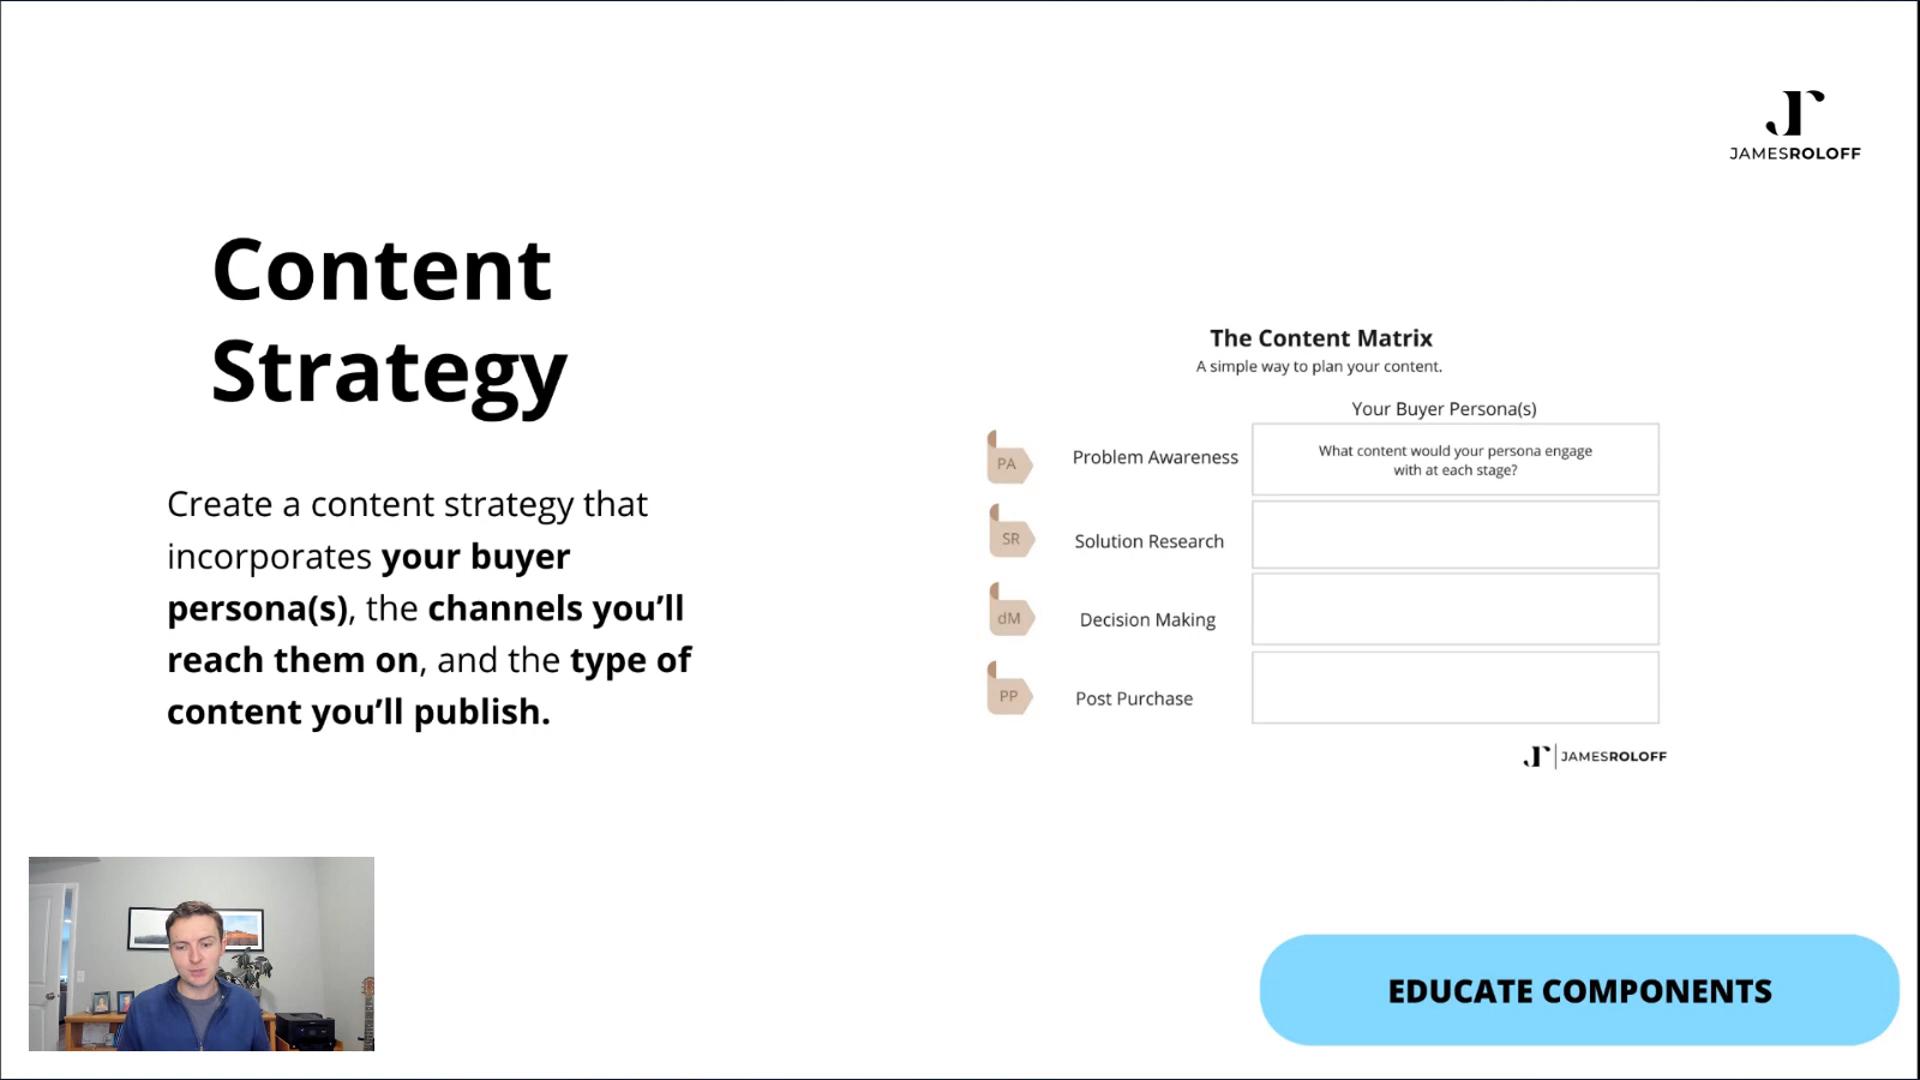 JAMESROLOFF
Content
Strategy
Create a content strategy that
incorporates your buyer
persona(s), the channels you’ll
reach them on, and the type of
content you’ll publish.
The Content Matrix
A simple way to plan your content.
Your Buyer Persona(s)
PA
Problem Awareness
What content would your persona engage
with at each stage?
SR
Solution Research
dM
Decision Making
PP
Post Purchase
Jr JAMESROLOFF
EDUCATE COMPONENTS